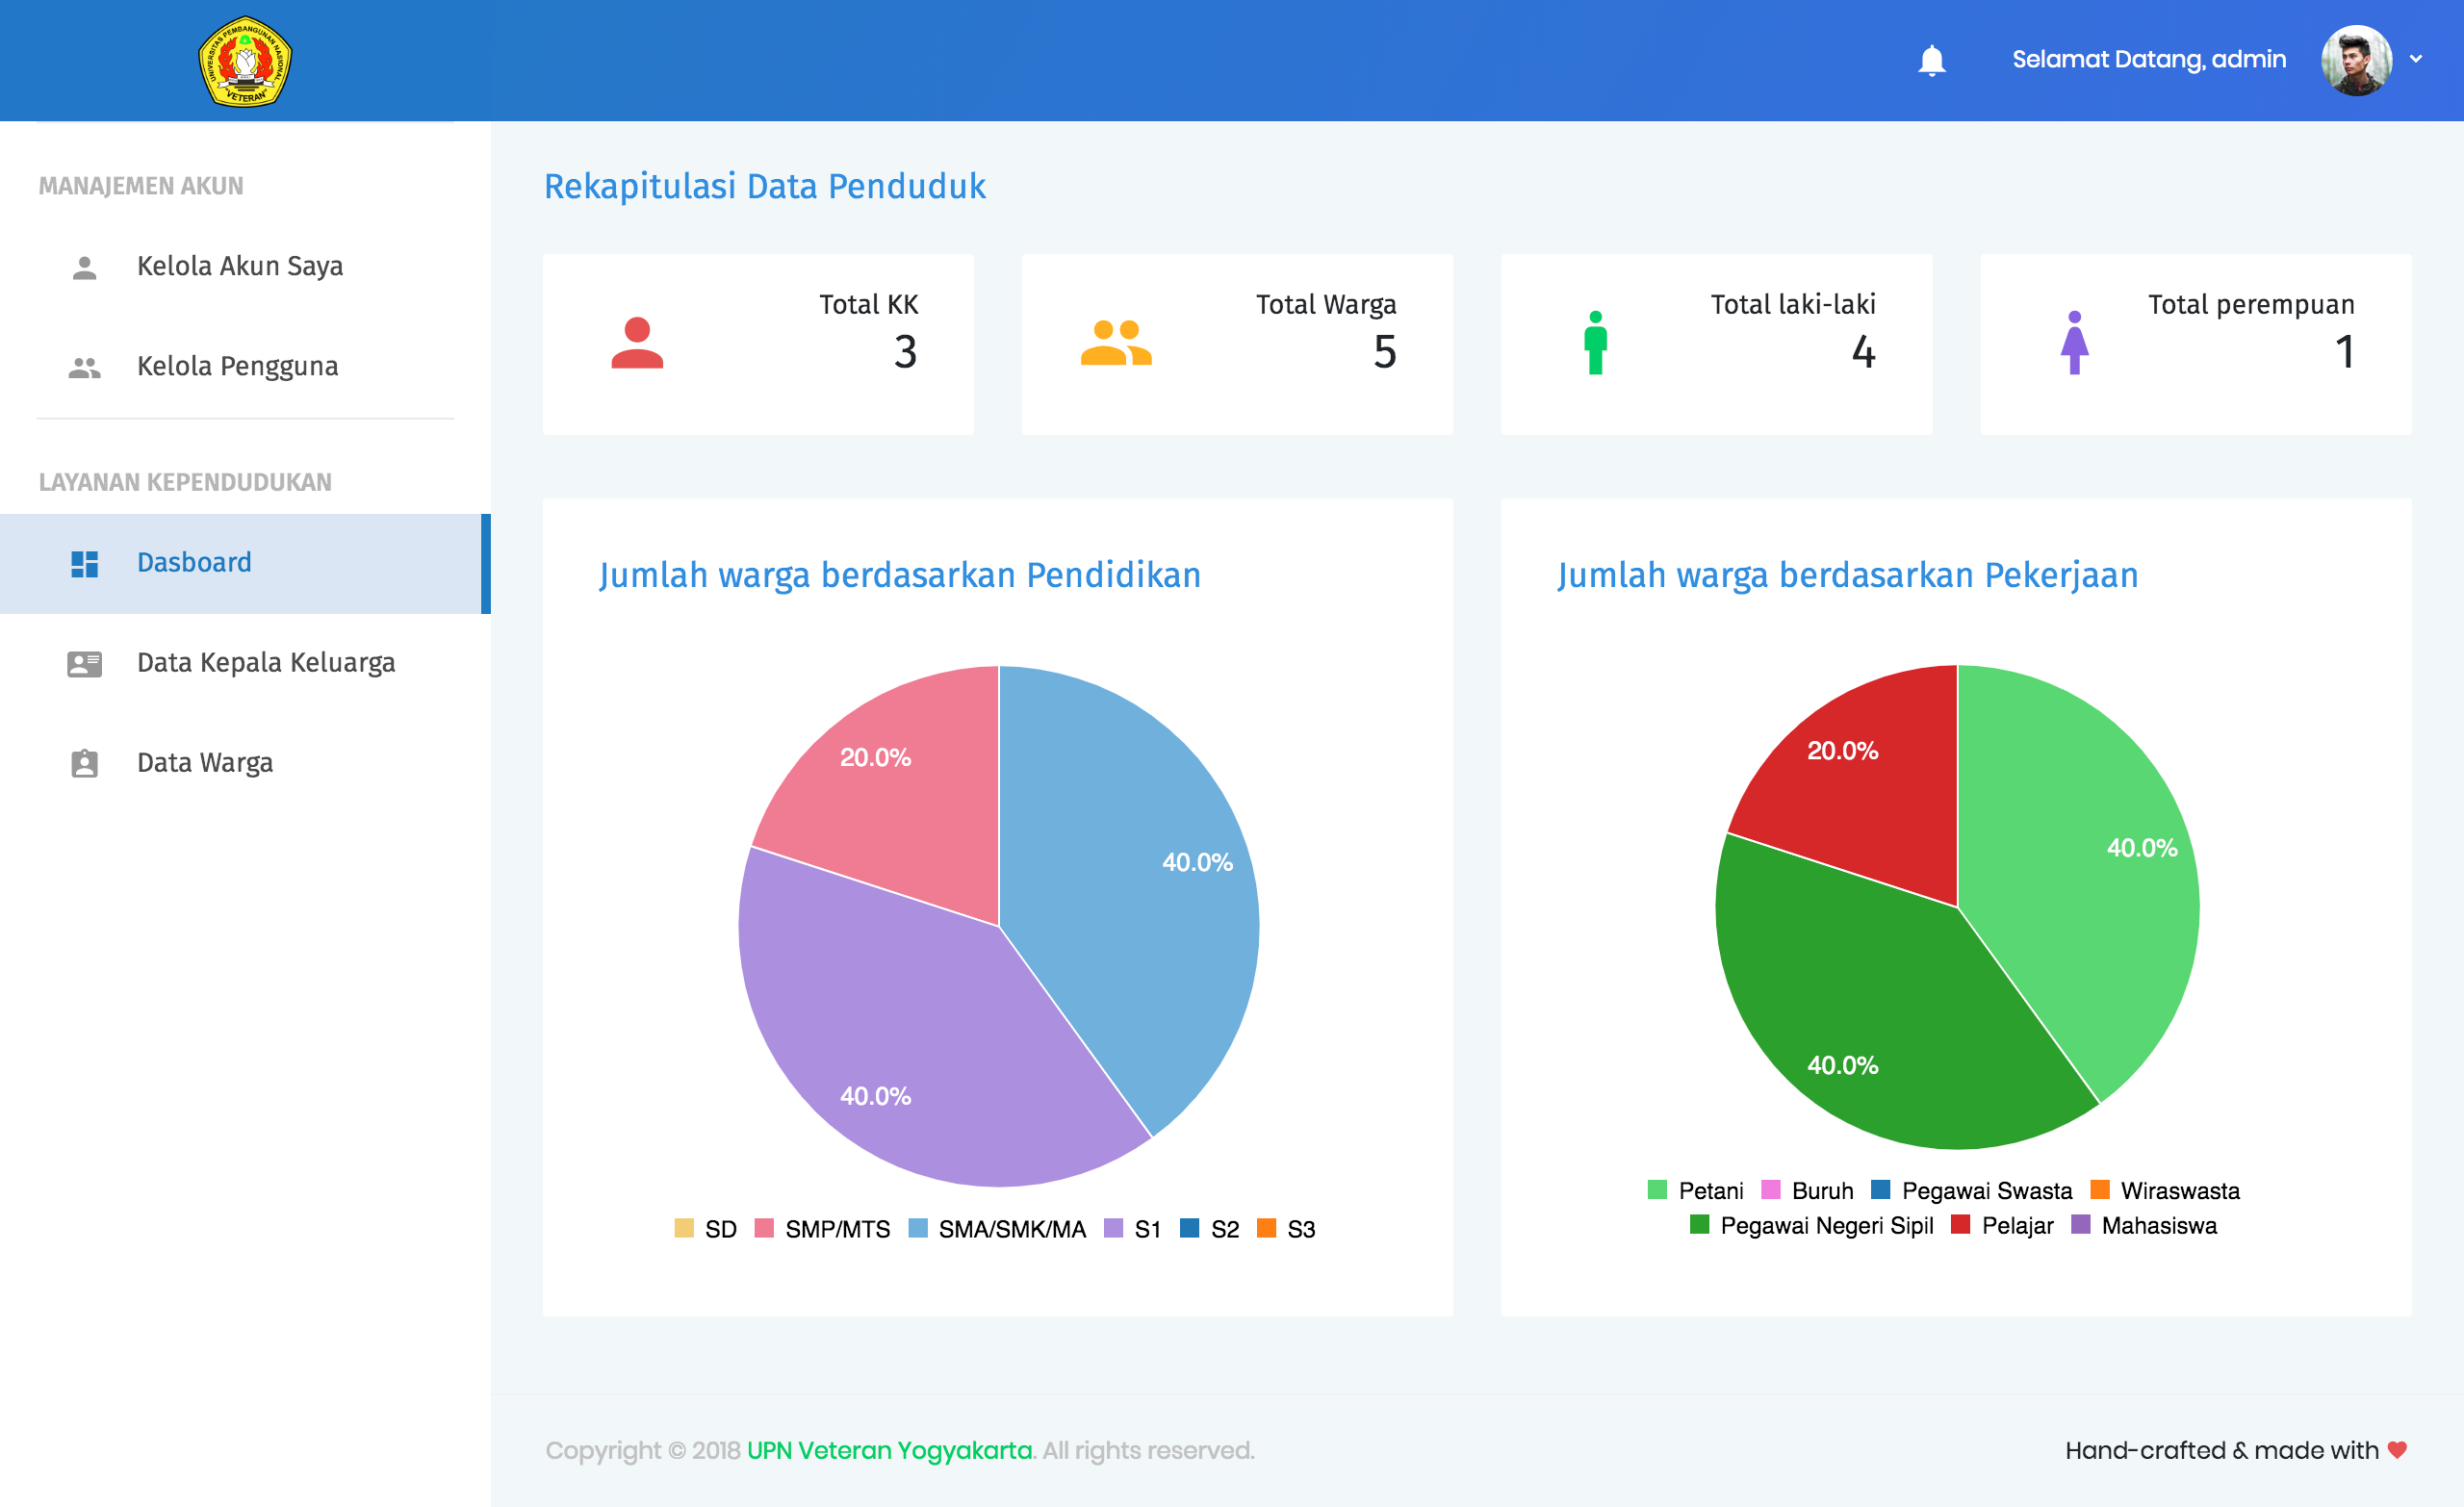 UNIVERSITAS PEMBANGUNAN NASIONAL
"VETERAN"
Selamat Datang, admin
MANAJEMEN AKUN
Kelola Akun Saya
Kelola Pengguna
LAYANAN KEPENDUDUKAN
Dasboard
Data Kepala Keluarga
Data Warga
Rekapitulasi Data Penduduk
Total KK
3
Total Warga
5
Total laki-laki
4
Total perempuan
1
Jumlah warga berdasarkan Pendidikan
20.0%
40.0%
40.0%
SD SMP/MTS SMA/SMK/MA S1 S2 S3
Jumlah warga berdasarkan Pekerjaan
20.0%
40.0%
40.0%
Petani Buruh Pegawai Swasta Wiraswasta
Pegawai Negeri Sipil Pelajar Mahasiswa
Copyright © 2018 UPN Veteran Yogyakarta. All rights reserved.
Hand-crafted & made with